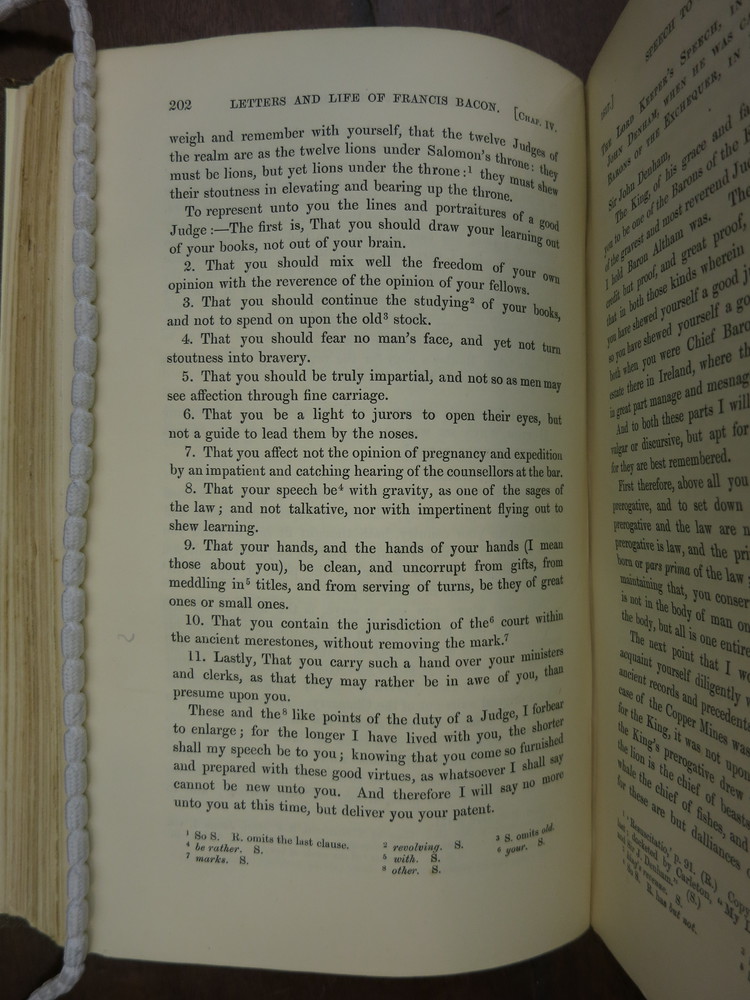 202 LETTERS AND LIFE OF FRANCIS BACON. [CHAP. IV.
weigh and remember with yourself, that the twelve Judges of
the realm are as the twelve lions under Salomon's throne: they
must be lions, but yet lions under the throne:¹ they must shew
their stoutness in elevating and bearing up the throne.
To represent unto you the lines and portraitures of a good
Judge:—The first is, That you should draw your learning out
of your books, not out of your brain.
2. That you should mix well the freedom of your own
opinion with the reverence of the opinion of your fellows.
3. That you should continue the studying² of your books,
and not to spend on upon the old³ stock.
4. That you should fear no man's face, and yet not turn
stoutness into bravery.
5. That you should be truly impartial, and not so as men may
see affection through fine carriage.
6. That you be a light to jurors to open their eyes, but
not a guide to lead them by the noses.
7. That you affect not the opinion of pregnancy and expedition
by an impatient and catching hearing of the counsellors at the bar.
8. That your speech be⁴ with gravity, as one of the sages of
the law; and not talkative, nor with impertinent flying out to
shew learning.
9. That your hands, and the hands of your hands (I mean
those about you), be clean, and uncorrupt from gifts, from
meddling in⁵ titles, and from serving of turns, be they of great
ones or small ones.
10. That you contain the jurisdiction of the⁶ court within
the ancient merestones, without removing the mark.⁷
11. Lastly, That you carry such a hand over your ministers
and clerks, as that they may rather be in awe of you, than
presume upon you.
These and the⁸ like points of the duty of a Judge, I forbear
to enlarge; for the longer I have lived with you, the shorter
shall my speech be to you; knowing that you come so furnished
and prepared with these good virtues, as whatsoever I shall say
cannot be new unto you. And therefore I will say no more
unto you at this time, but deliver you your patent.
¹ So S. R. omits the last clause. ² revolving. S. ³ S. omits old.
⁴ be rather. S. ⁵ with. S. ⁶ your. S.
⁷ marks. S. ⁸ other. S.
SPEECH TO
1617.]
THE LORD KEEPER'S SPEECH, IN
JOHN DENHAM, WHEN HE WAS
BARONS OF THE EXCHEQUER, IN
Sir John Denham,
The King, of his grace and
you to be one of the Barons of the
of the gravest and most reverend
I hold Baron Altham was.
credit but proof, and great proof,
that in both those kinds wherein
you have shewed yourself a good
so you have shewed yourself a
both when you were Chief
estate there in Ireland, where
in great part manage and
And to both these parts I will
vulgar or discursive, but apt for
for they are best remembered.
First therefore, above all you
prerogative, and to set down
prerogative and the law are
prerogative is law, and the
born or pars prima of the law
maintaining that, you
is not in the body of man
the body, but all is one entire
The next point that I
acquaint yourself diligently
ancient records and
case of the Copper Mines was
for the King, it was not upon
the King's prerogative drew
the lion is the chief of beasts
whale the chief of fishes, and
for these are but dalliances
¹ 'Resuscitatio,' p. 91. (R.)
docketed by Carleton, "My
J. Denham." (S.)
R. has but not.